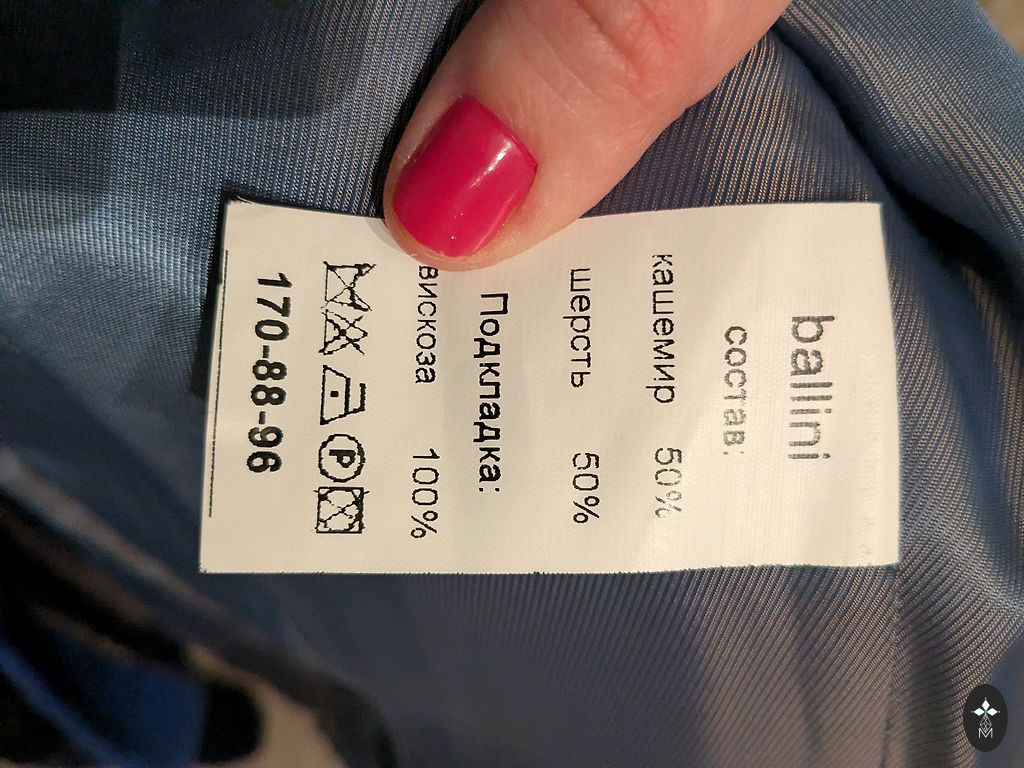 ballini
состав:
кашемир 50%
шерсть 50%
Подкладка:
вискоза 100%
P
170-88-96
M